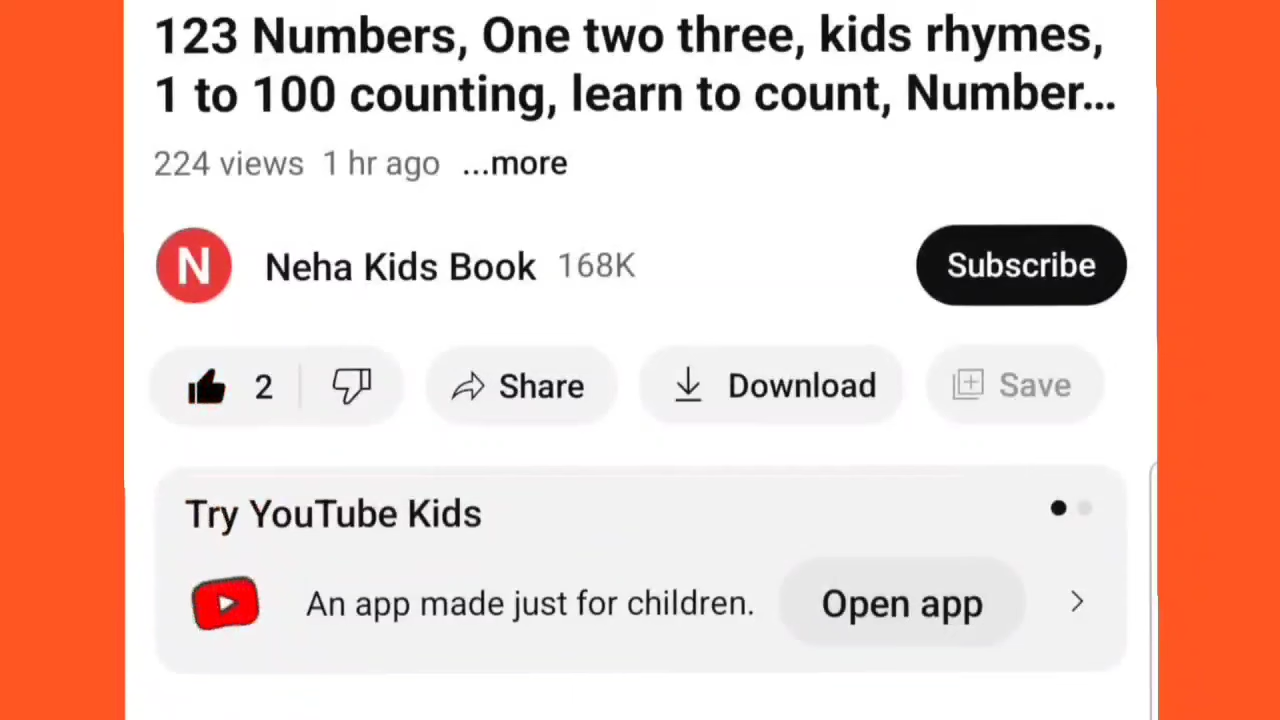 123 Numbers, One two three, kids rhymes,
1 to 100 counting, learn to count, Number...
224 views 1 hr ago ...more
N Neha Kids Book 168K Subscribe
2 Share Download Save
Try YouTube Kids
An app made just for children. Open app